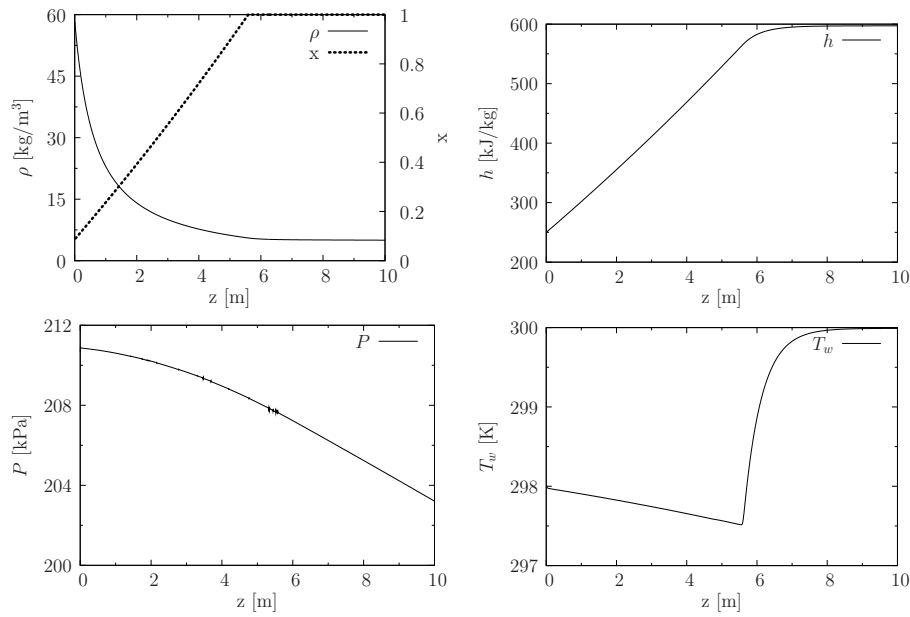 60
45
30
15
0
ρ [kg/m³]
0 2 4 6 8 10
z [m]
1
0.8
0.6
0.4
0.2
0
x
ρ
x
600
500
400
300
200
h [kJ/kg]
0 2 4 6 8 10
z [m]
h
212
208
204
200
P [kPa]
0 2 4 6 8 10
z [m]
P
300
299
298
297
T_w [K]
0 2 4 6 8 10
z [m]
T_w